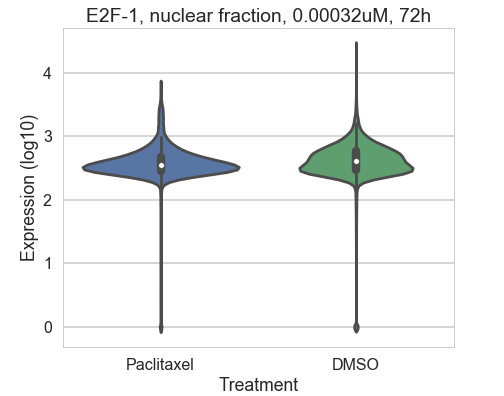 E2F-1, nuclear fraction, 0.00032uM, 72h
Expression (log10)
4
3
2
1
0
Paclitaxel DMSO
Treatment